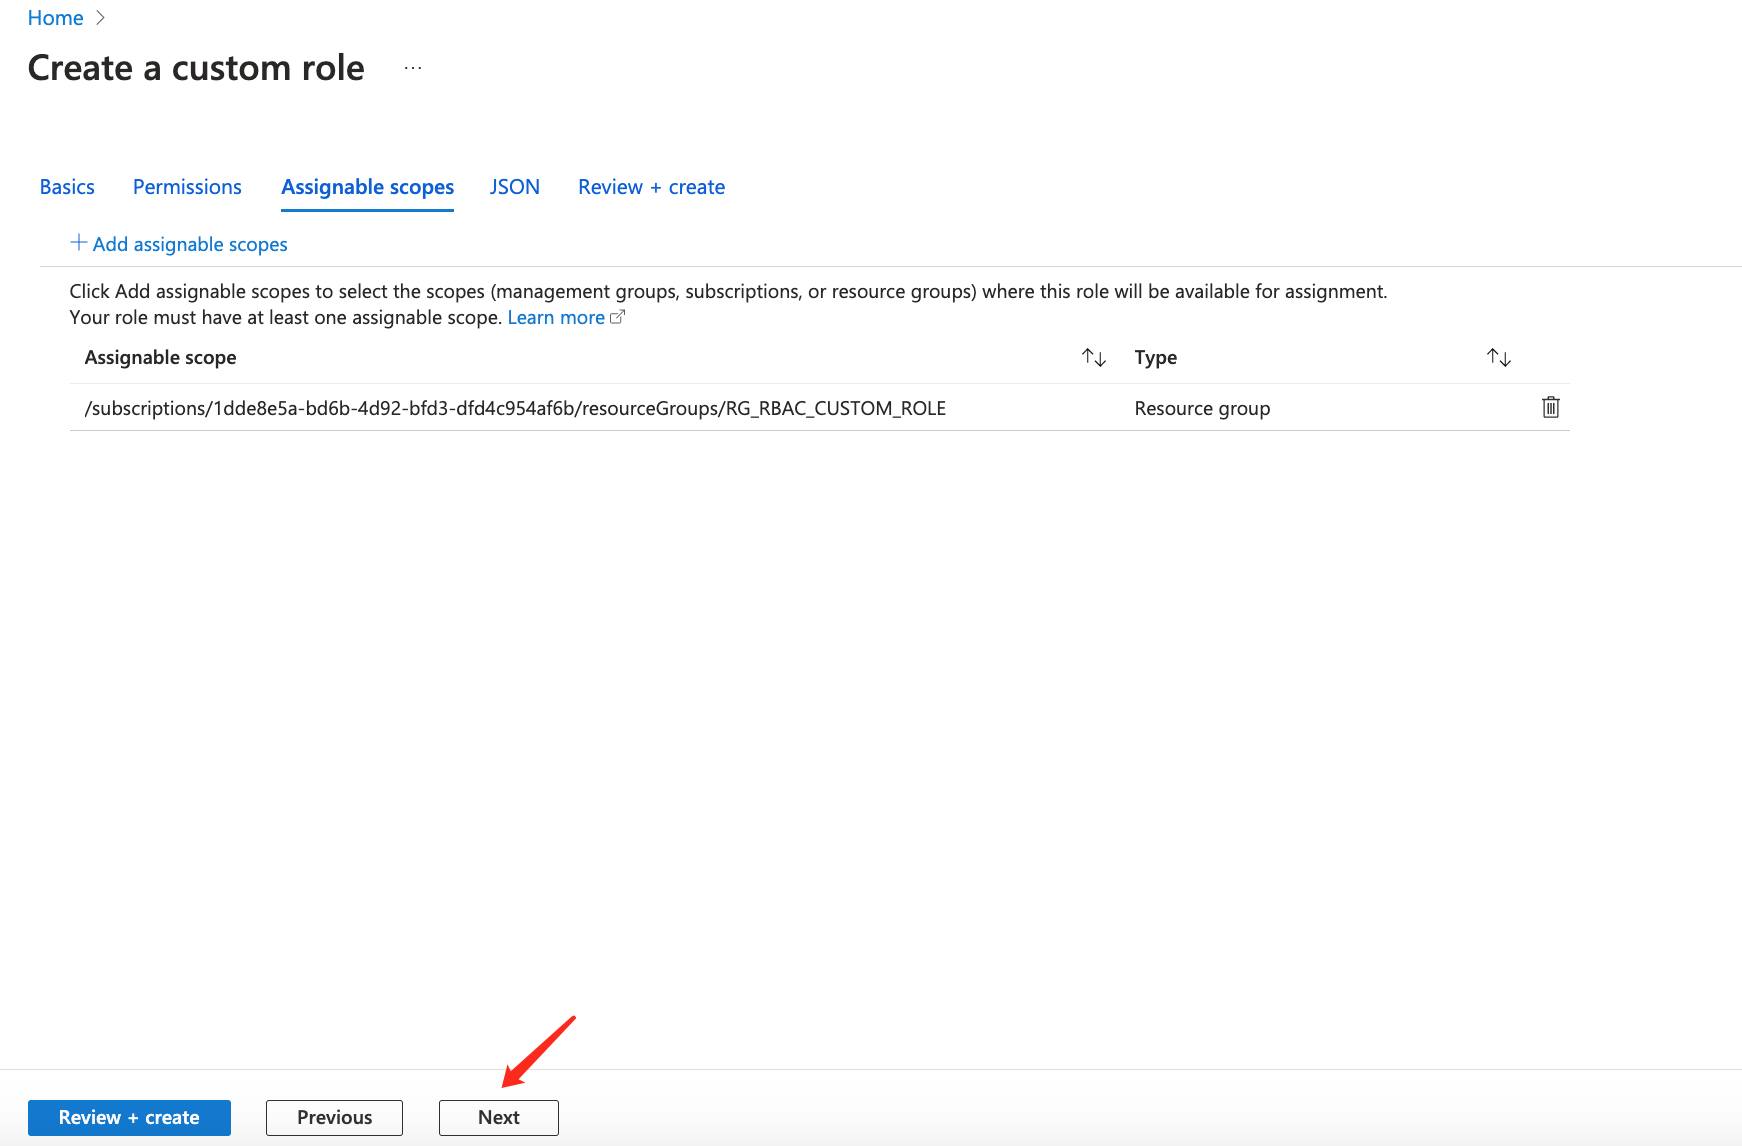 Home
Create a custom role ...
Basics Permissions Assignable scopes JSON Review + create
Add assignable scopes
Click Add assignable scopes to select the scopes (management groups, subscriptions, or resource groups) where this role will be available for assignment.
Your role must have at least one assignable scope. Learn more
Assignable scope Type
/subscriptions/1dde8e5a-bd6b-4d92-bfd3-dfd4c954af6b/resourceGroups/RG_RBAC_CUSTOM_ROLE Resource group
Review + create Previous Next